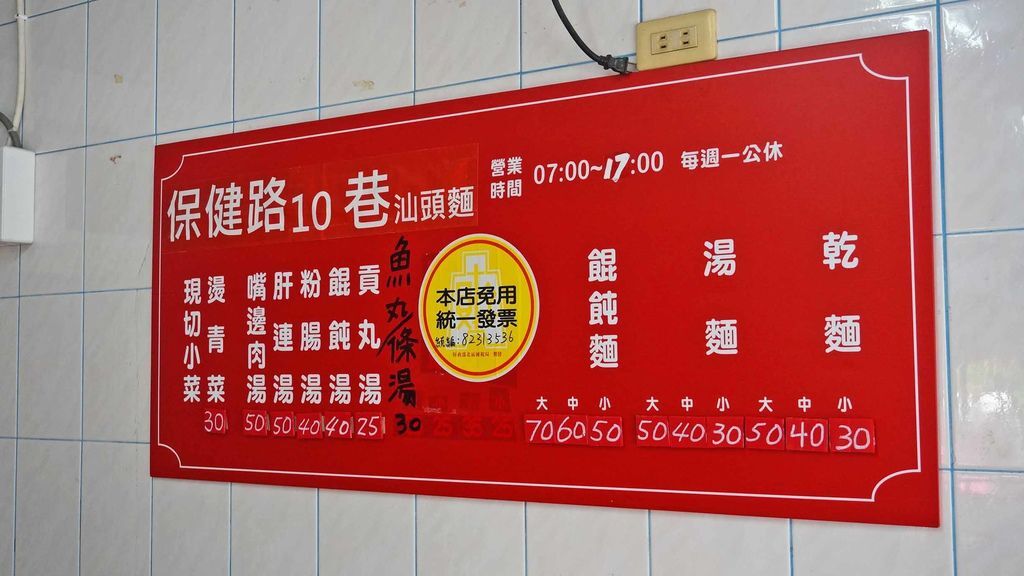 保健路10巷汕頭麵
營業時間 07:00~17:00 每週一公休
乾麵
大 中 小
50 40 30
湯麵
大 中 小
50 40 30
餛飩麵
大 中 小
70 60 50
本店免用
統一發票
統編:82313536
魚丸/條湯
30
貢丸湯
25
餛飩湯
40
粉腸湯
40
肝連湯
50
嘴邊肉湯
50
燙青菜
30
現切小菜